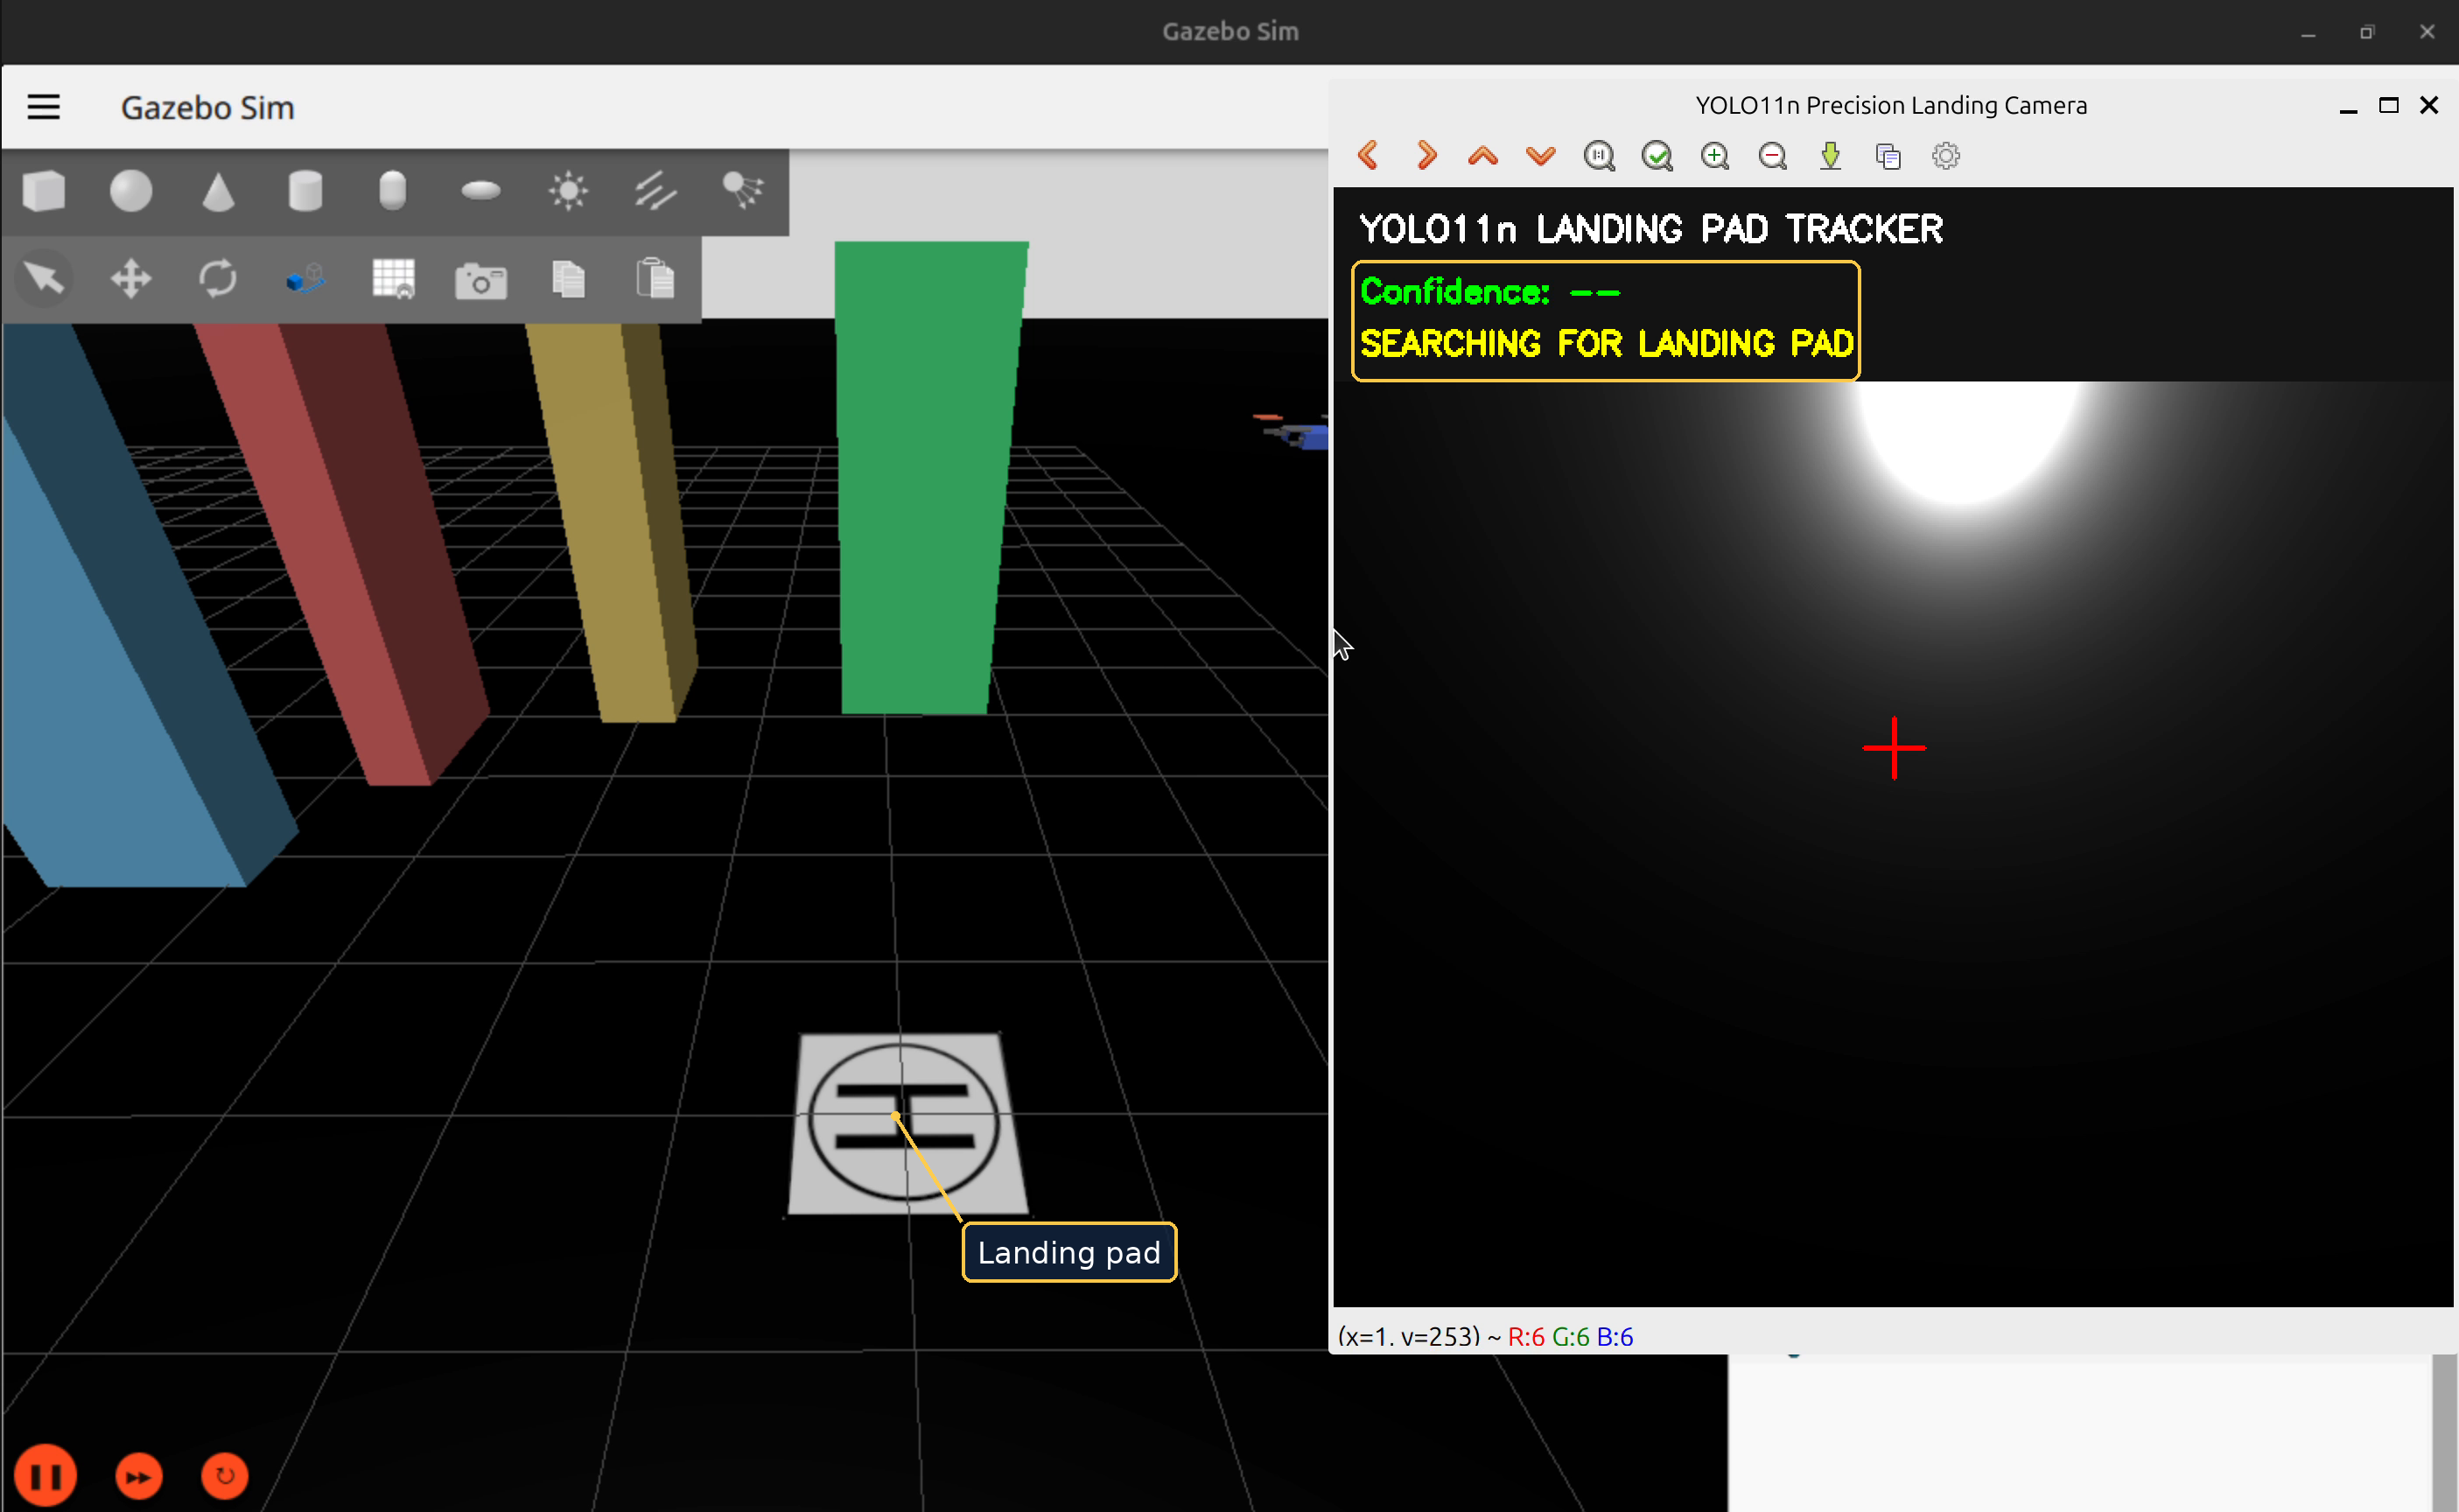 Gazebo Sim
Gazebo Sim
YOLO11n Precision Landing Camera
YOLO11n LANDING PAD TRACKER
Confidence: --
SEARCHING FOR LANDING PAD
H
Landing pad
(x=1, y=253) ~ R:6 G:6 B:6